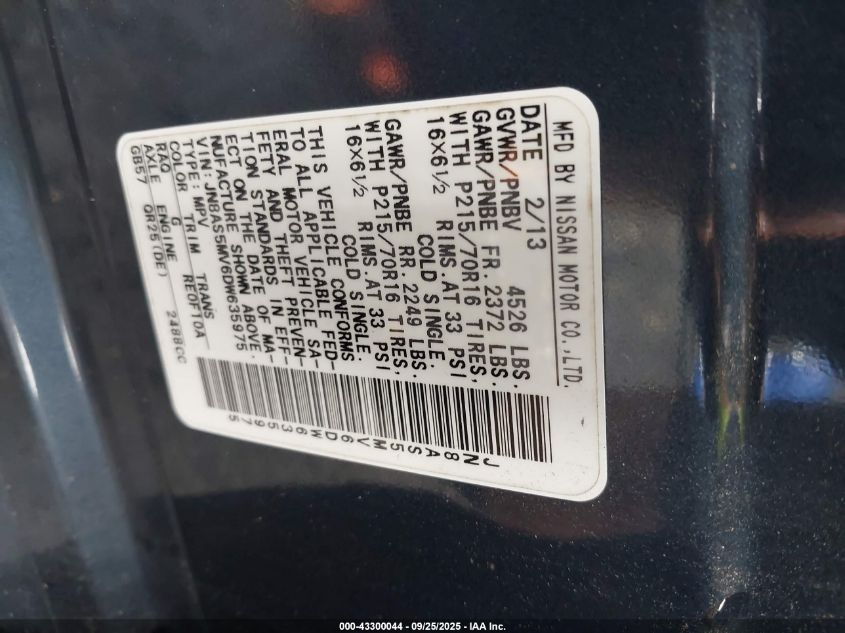 MFD BY NISSAN MOTOR CO.,LTD.
DATE 2/13
GVWR/PNBV 4526 LBS.
GAWR/PNBE FR. 2372 LBS.
WITH P215/70R16 TIRES,
16X6½ RIMS. AT 33 PSI
COLD SINGLE.
GAWR/PNBE RR. 2249 LBS.
WITH P215/70R16 TIRES,
16X6½ RIMS. AT 33 PSI
COLD SINGLE.
THIS VEHICLE CONFORMS
TO ALL APPLICABLE FED-
ERAL MOTOR VEHICLE SA-
FETY AND THEFT PREVEN-
TION STANDARDS IN EFF-
ECT ON THE DATE OF MA-
NUFACTURE SHOWN ABOVE.
VIN: JN8AS5MV6DW635975
TYPE: MPV
COLOR TRIM TRANS
RAQ G RE0F10A
AXLE ENGINE
GB57 QR25(DE) 2488CC
JN8AS5MV6DW635975
000-43300044 - 09/25/2025 - IAA Inc.